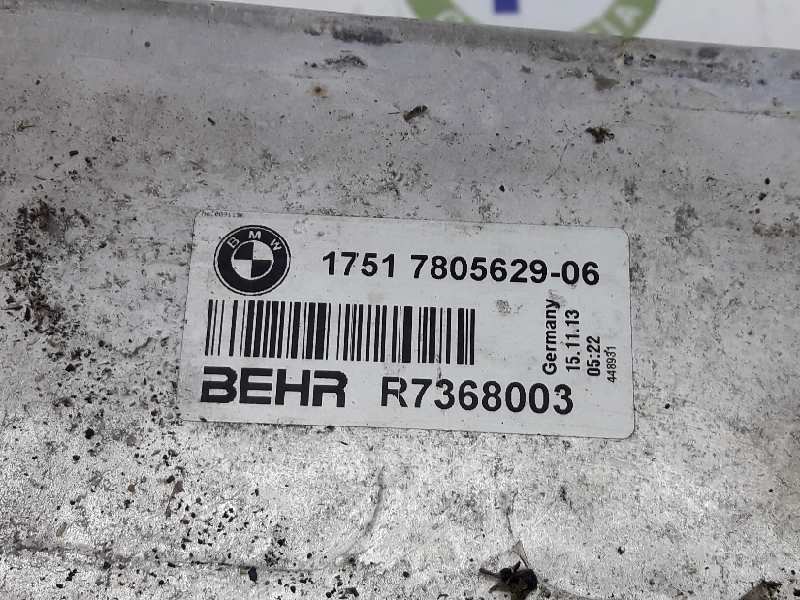 BMW
1751 7805629-06
Germany
15.11.13
05:22
448931
BEHR R7368003